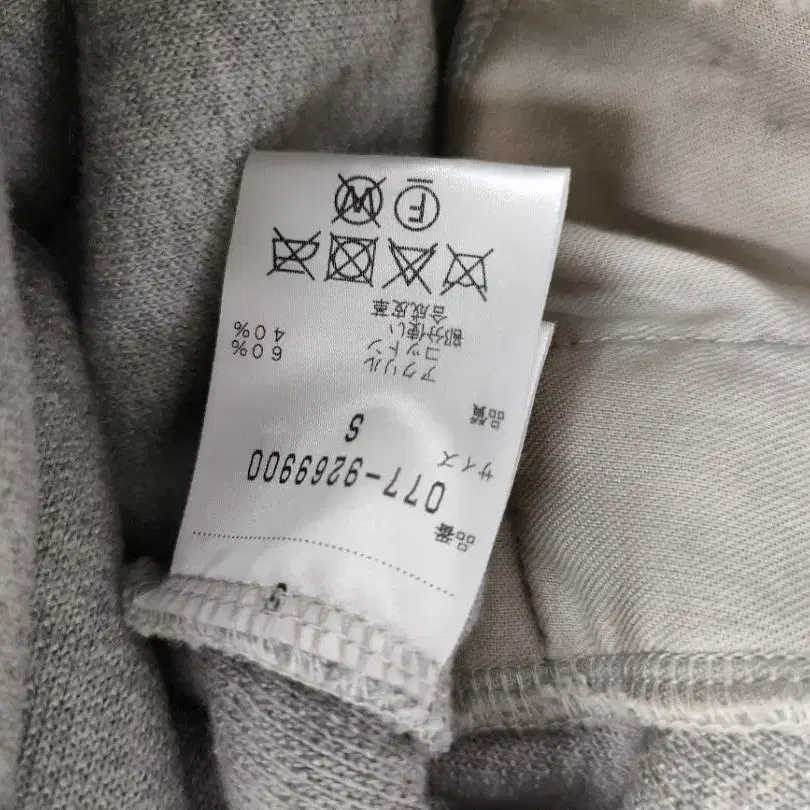 品番 077-9269900
サイズ S
品質
アクリル 60%
コットン 40%
部分使い
合成皮革
F W